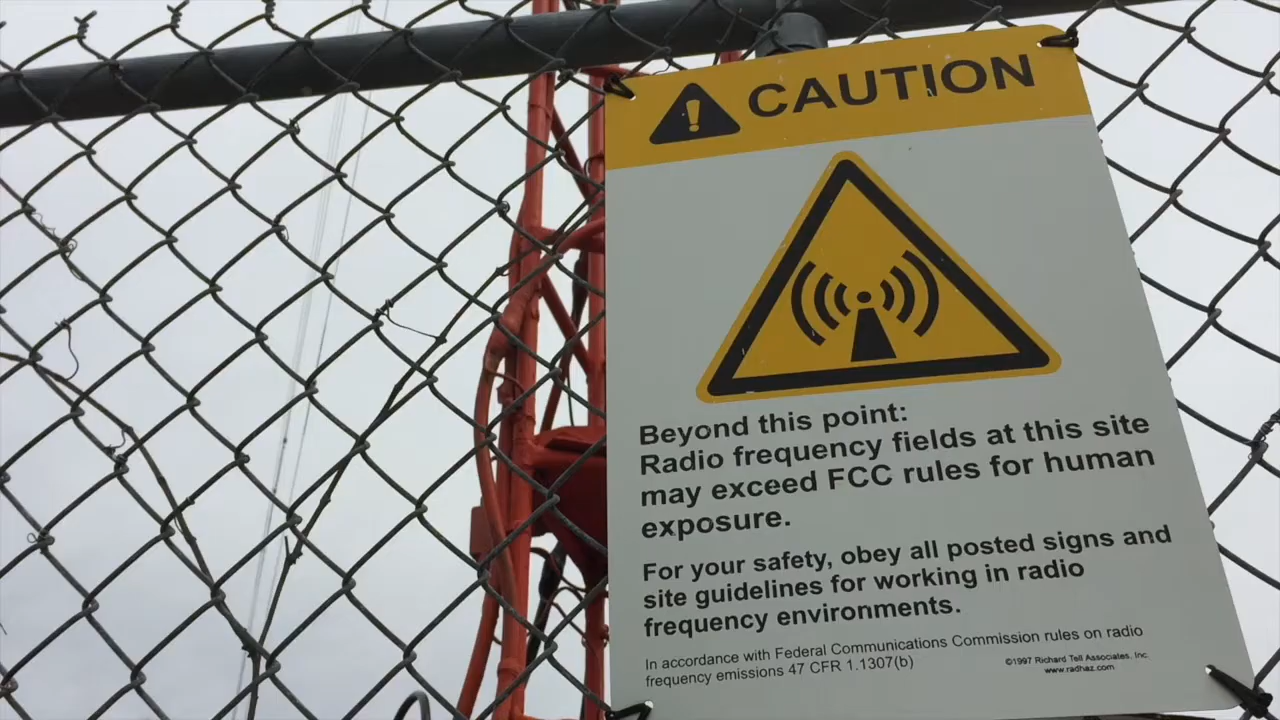 CAUTION
Beyond this point:
Radio frequency fields at this site
may exceed FCC rules for human
exposure.
For your safety, obey all posted signs and
site guidelines for working in radio
frequency environments.
In accordance with Federal Communications Commission rules on radio
frequency emissions 47 CFR 1.1307(b)
©1997 Richard Tell Associates, Inc.
www.radhaz.com